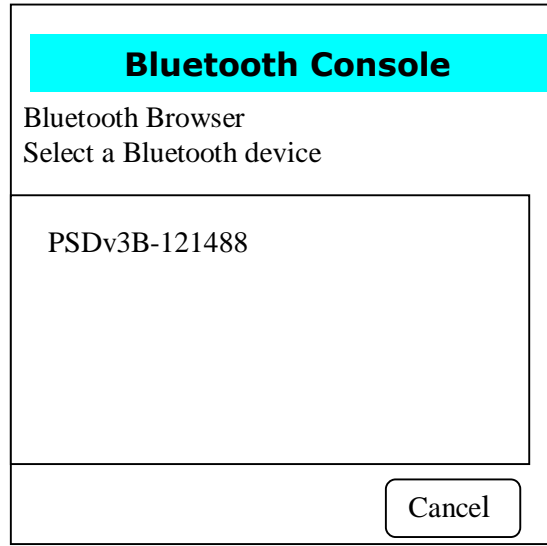 Bluetooth Console
Bluetooth Browser
Select a Bluetooth device
PSDv3B-121488
Cancel